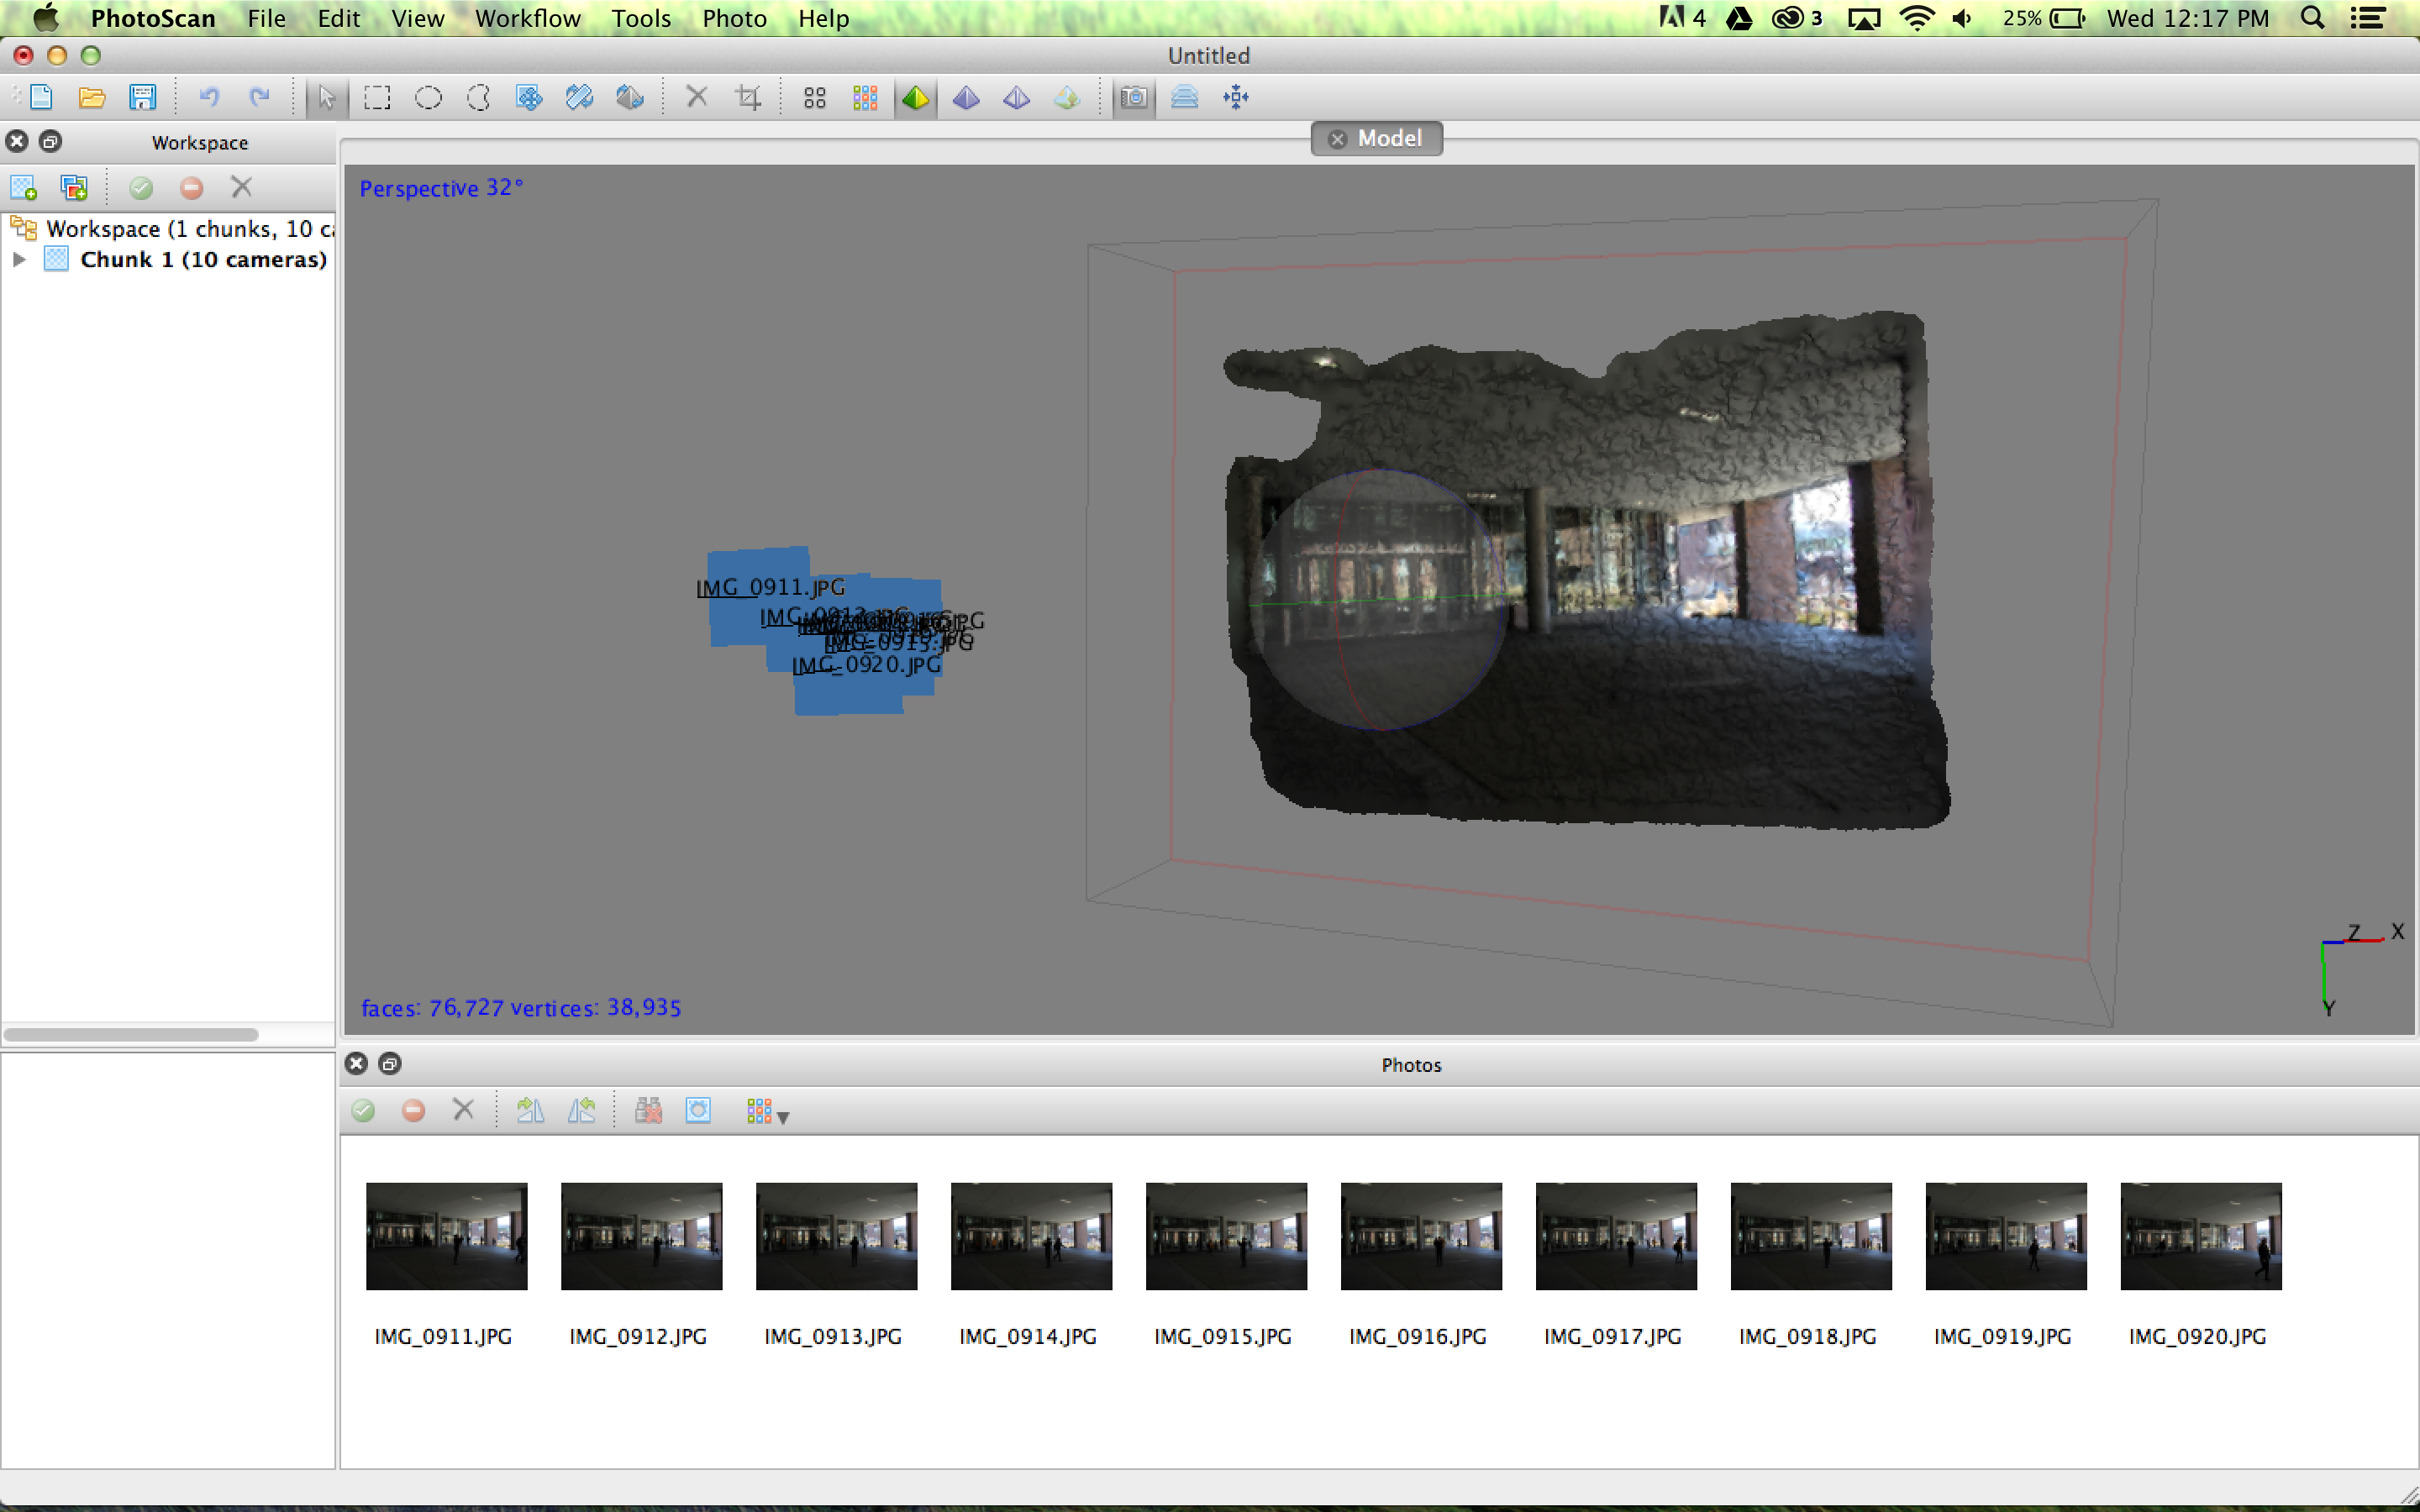 PhotoScan File Edit View Workflow Tools Photo Help 4 3 25% Wed 12:17 PM
Untitled
Workspace
Model
Workspace (1 chunks, 10
Chunk 1 (10 cameras)
Perspective 32°
IMG_0911.JPG
IMG_0920.JPG
Z X
Y
faces: 76,727 vertices: 38,935
Photos
IMG_0911.JPG IMG_0912.JPG IMG_0913.JPG IMG_0914.JPG IMG_0915.JPG IMG_0916.JPG IMG_0917.JPG IMG_0918.JPG IMG_0919.JPG IMG_0920.JPG